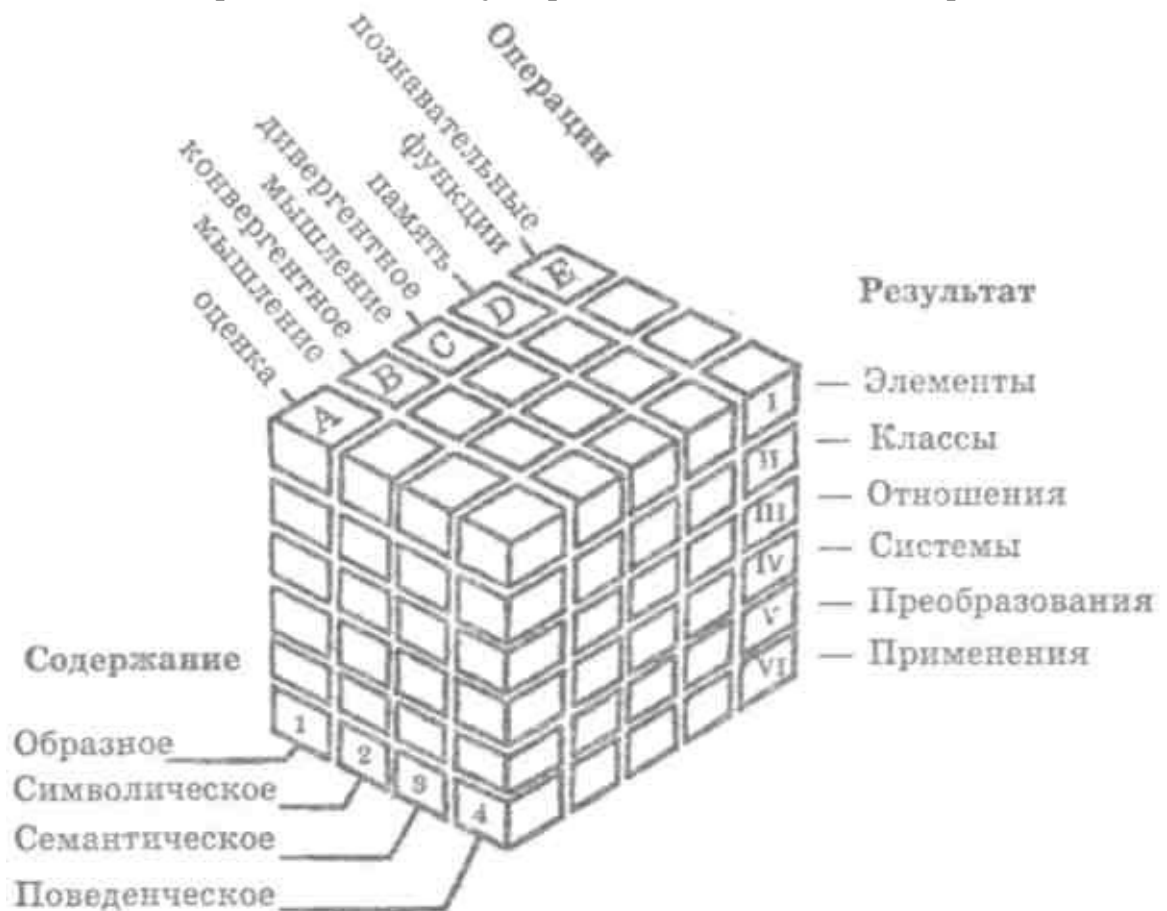 Операции
познавательные
функции
память
дивергентное
мышление
конвергентное
мышление
оценка
E
D
C
B
A
Результат
I — Элементы
II — Классы
III — Отношения
IV — Системы
V — Преобразования
VI — Применения
Содержание
1
Образное
2
Символическое
3
Семантическое
4
Поведенческое